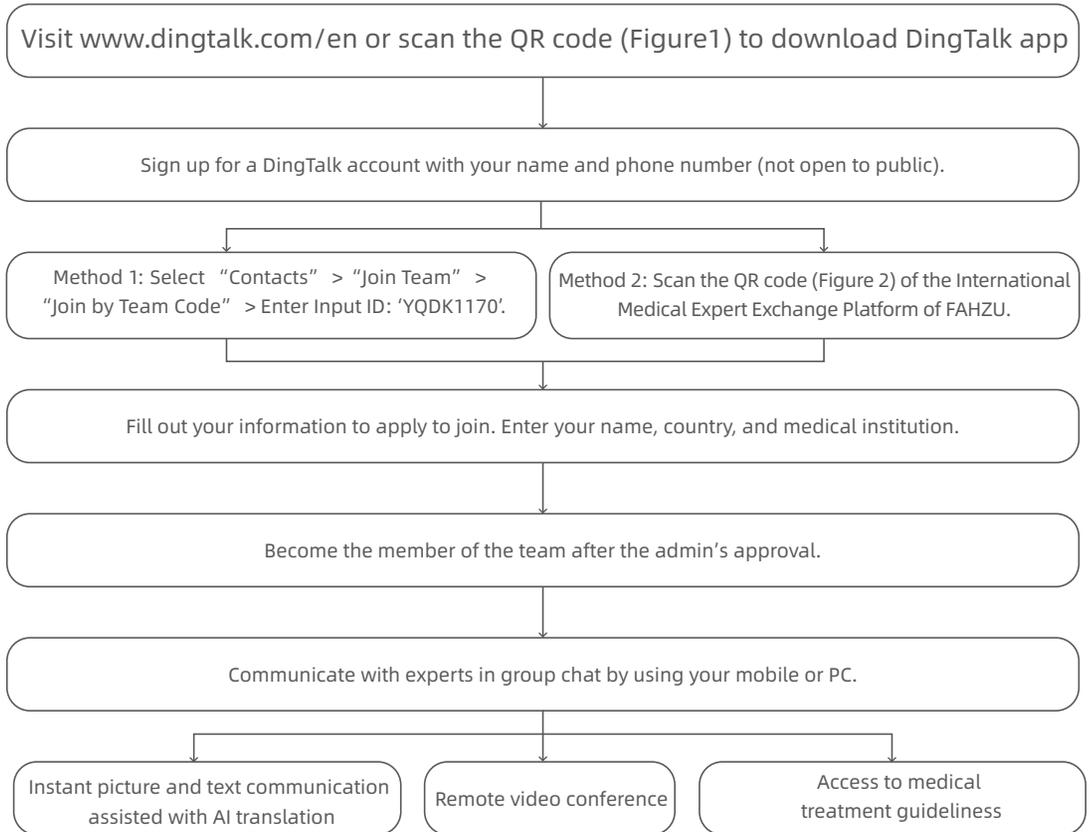 Visit www.dingtalk.com/en or scan the QR code (Figure1) to download DingTalk app
Sign up for a DingTalk account with your name and phone number (not open to public).
Method 1: Select “Contacts” > “Join Team” >
“Join by Team Code” > Enter Input ID: ‘YQDK1170’.
Method 2: Scan the QR code (Figure 2) of the International
Medical Expert Exchange Platform of FAHZU.
Fill out your information to apply to join. Enter your name, country, and medical institution.
Become the member of the team after the admin’s approval.
Communicate with experts in group chat by using your mobile or PC.
Instant picture and text communication
assisted with AI translation
Remote video conference
Access to medical
treatment guideliness